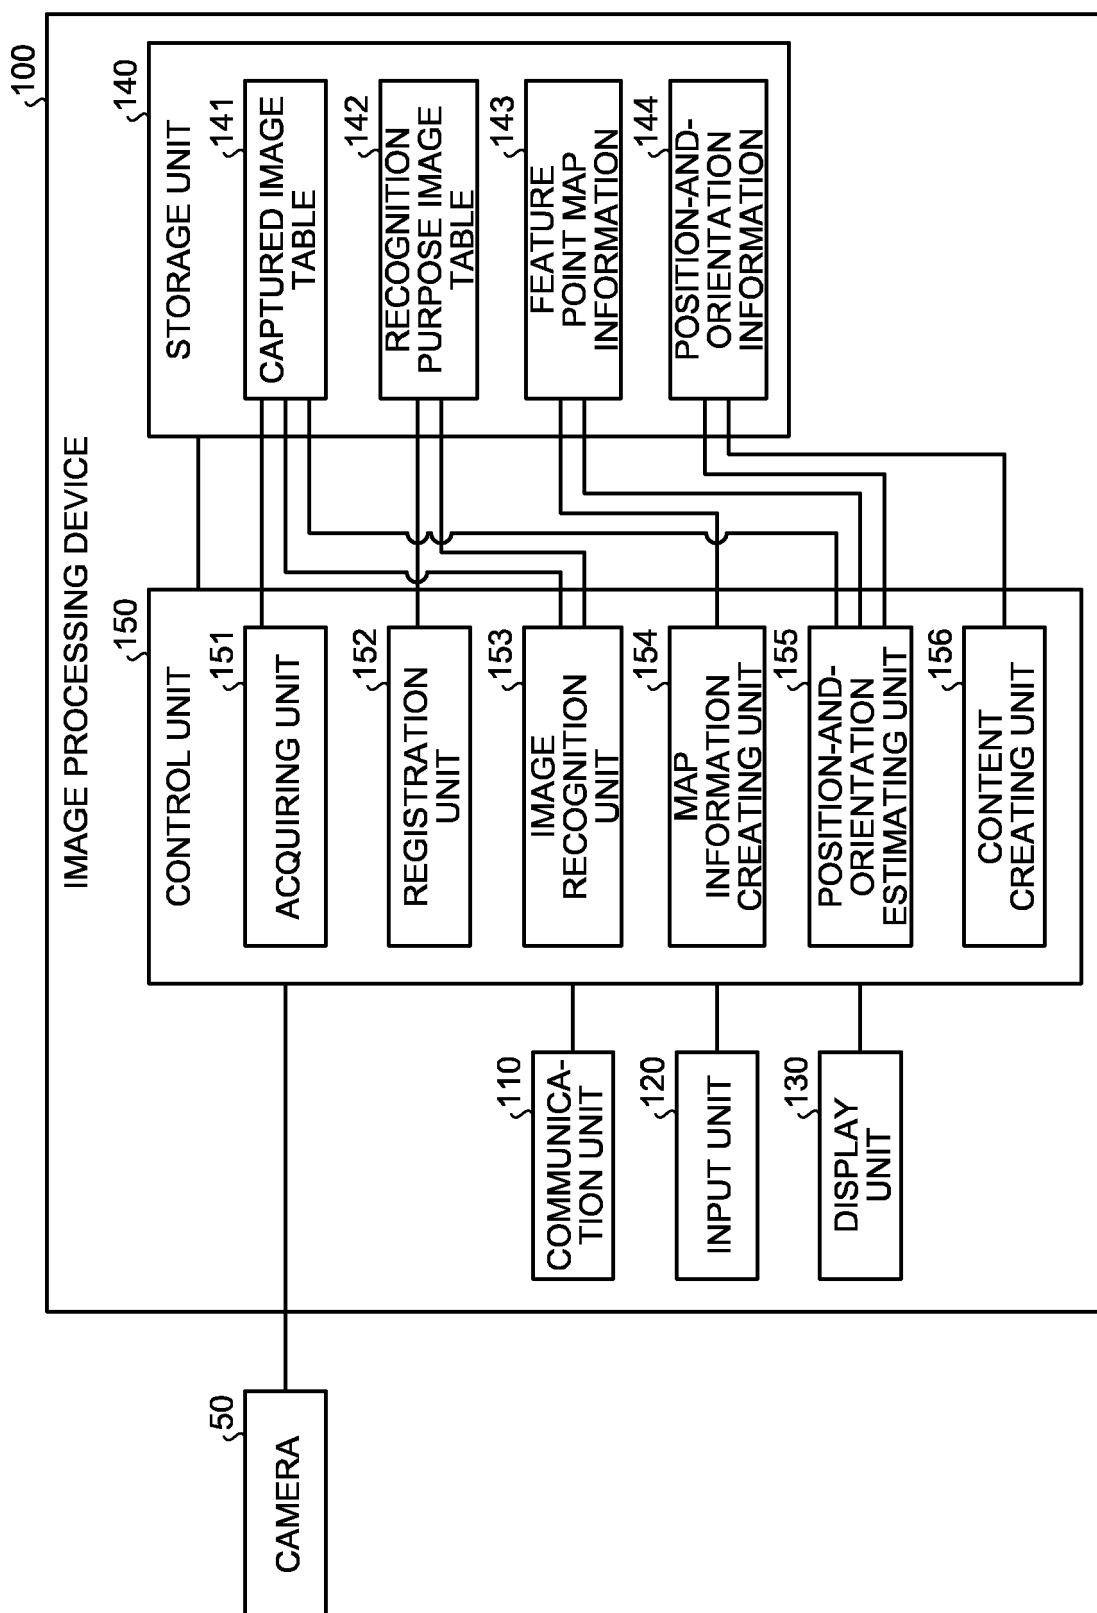 IMAGE PROCESSING DEVICE
100
50
CAMERA
110
COMMUNICA-
TION UNIT
120
INPUT UNIT
130
DISPLAY
UNIT
150
CONTROL UNIT
151
ACQUIRING UNIT
152
REGISTRATION
UNIT
153
IMAGE
RECOGNITION
UNIT
154
MAP
INFORMATION
CREATING UNIT
155
POSITION-AND-
ORIENTATION
ESTIMATING UNIT
156
CONTENT
CREATING UNIT
140
STORAGE UNIT
141
CAPTURED IMAGE
TABLE
142
RECOGNITION
PURPOSE IMAGE
TABLE
143
FEATURE
POINT MAP
INFORMATION
144
POSITION-AND-
ORIENTATION
INFORMATION